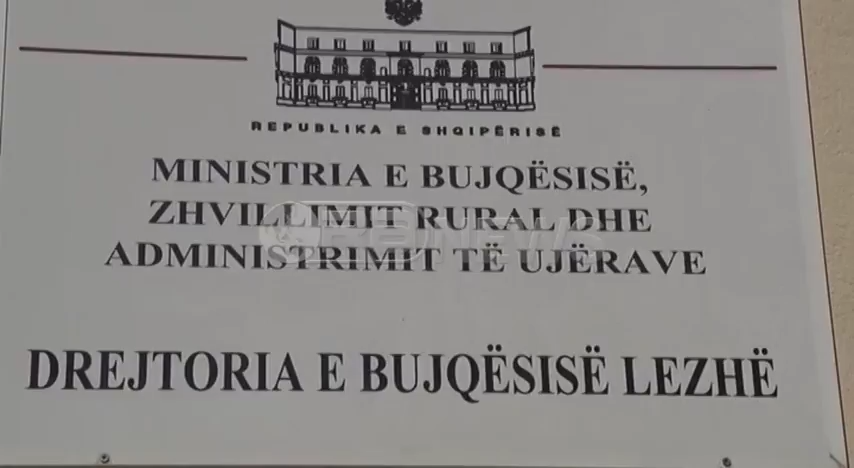 REPUBLIKA E SHQIPËRISË
MINISTRIA E BUJQËSISË,
ZHVILLIMIT RURAL DHE
ADMINISTRIMIT TË UJËRAVE
DREJTORIA E BUJQËSISË LEZHË